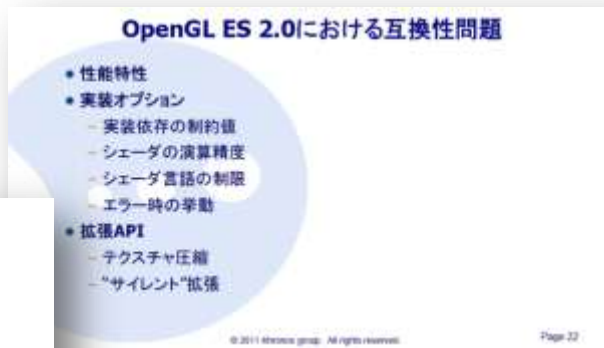 OpenGL ES 2.0における互換性問題
• 性能特性
• 実装オプション
– 実装依存の制約値
– シェーダの演算精度
– シェーダ言語の制限
– エラー時の挙動
• 拡張API
– テクスチャ圧縮
– "サイレント"拡張
© 2011 Khronos group. All rights reserved.
Page 22